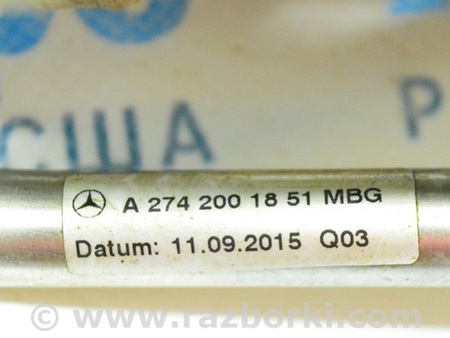 США
Р
A 274 200 18 51 MBG
Datum: 11.09.2015 Q03
© www.razborki.com